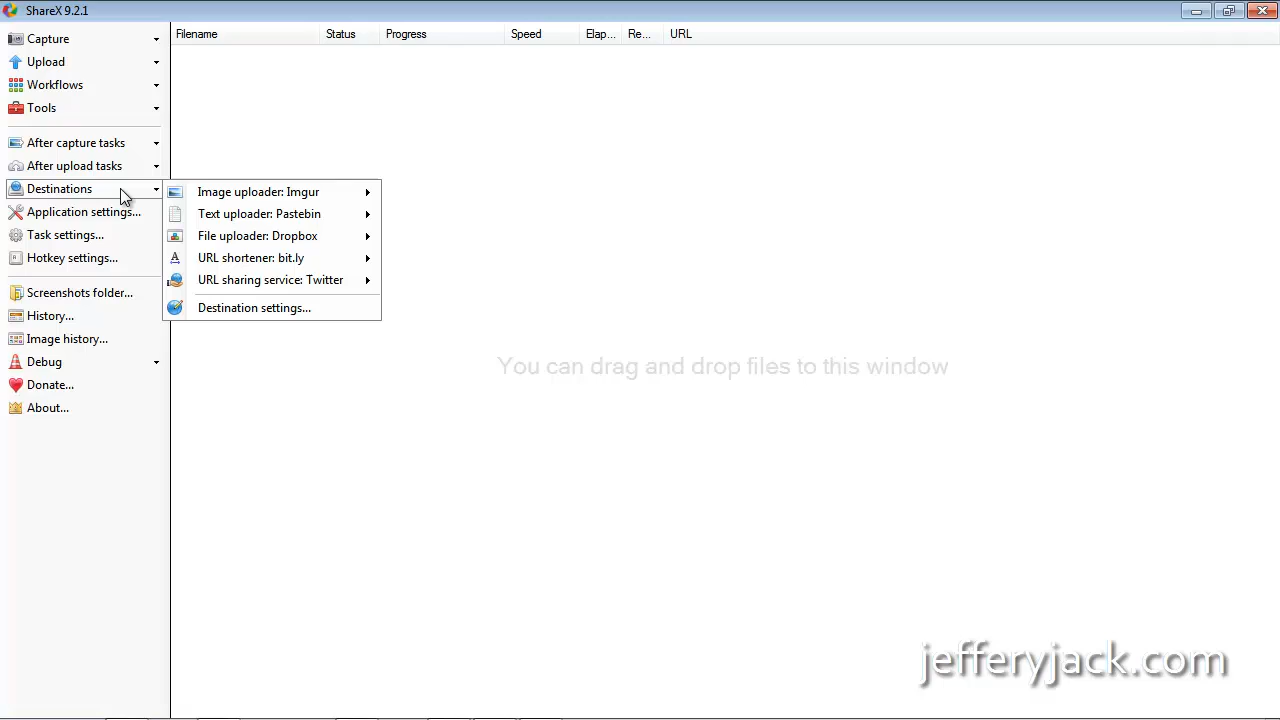 ShareX 9.2.1
Capture
Upload
Workflows
Tools
After capture tasks
After upload tasks
Destinations
Application settings...
Task settings...
Hotkey settings...
Screenshots folder...
History...
Image history...
Debug
Donate...
About...
Filename Status Progress Speed Elap... Re... URL
Image uploader: Imgur
Text uploader: Pastebin
File uploader: Dropbox
URL shortener: bit.ly
URL sharing service: Twitter
Destination settings...
You can drag and drop files to this window
jefferyjack.com